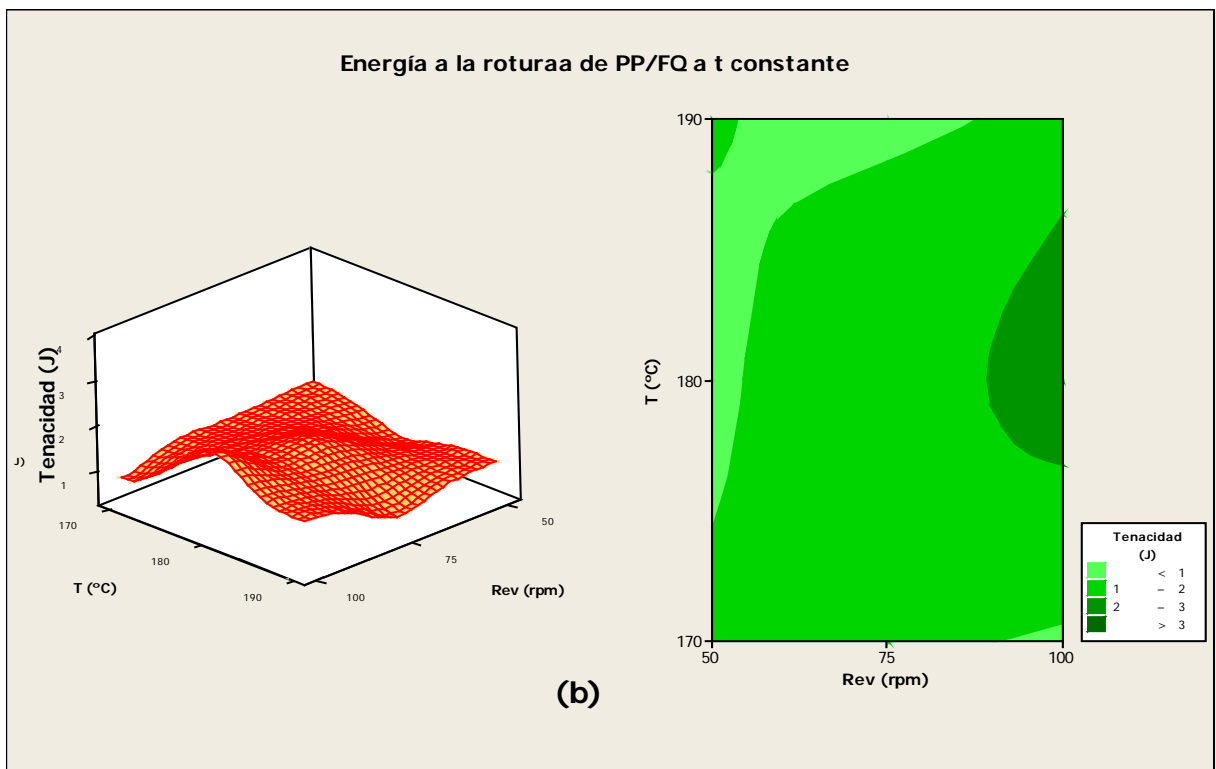 Energía a la roturaa de PP/FQ a t constante
Tenacidad (J)
4
3
2
1
J)
170
180
190
T (ºC)
50
75
100
Rev (rpm)
190
180
170
T (ºC)
50
75
100
Rev (rpm)
Tenacidad
(J)
< 1
1 – 2
2 – 3
> 3
(b)